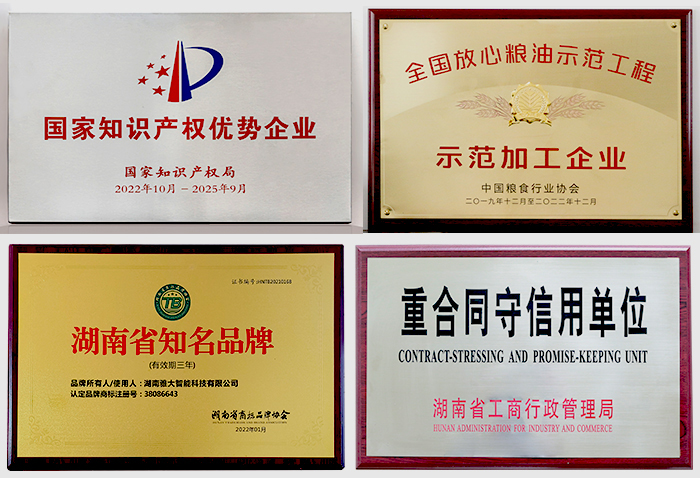 国家知识产权优势企业
国家知识产权局
2022年10月－2025年9月
全国放心粮油示范工程
示范加工企业
中国粮食行业协会
二〇一九年十二月至二〇二二年十二月
证书编号:HNTB20210168
TB
湖南省知名品牌
(有效期三年)
品牌所有人/使用人：湖南雅大智能科技有限公司
认定品牌商标注册号：38086643
湖南省商标品牌协会
2022年01月
重合同守信用单位
CONTRACT-STRESSING AND PROMISE-KEEPING UNIT
湖南省工商行政管理局
HUNAN ADMINISTRATION FOR INDUSTRY AND COMMERCE